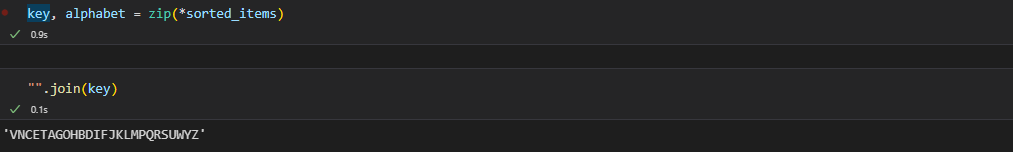 key, alphabet = zip(*sorted_items)
0.9s
"".join(key)
0.1s
'VNCETAGOHBDIFJKLMPQRSUWYZ'